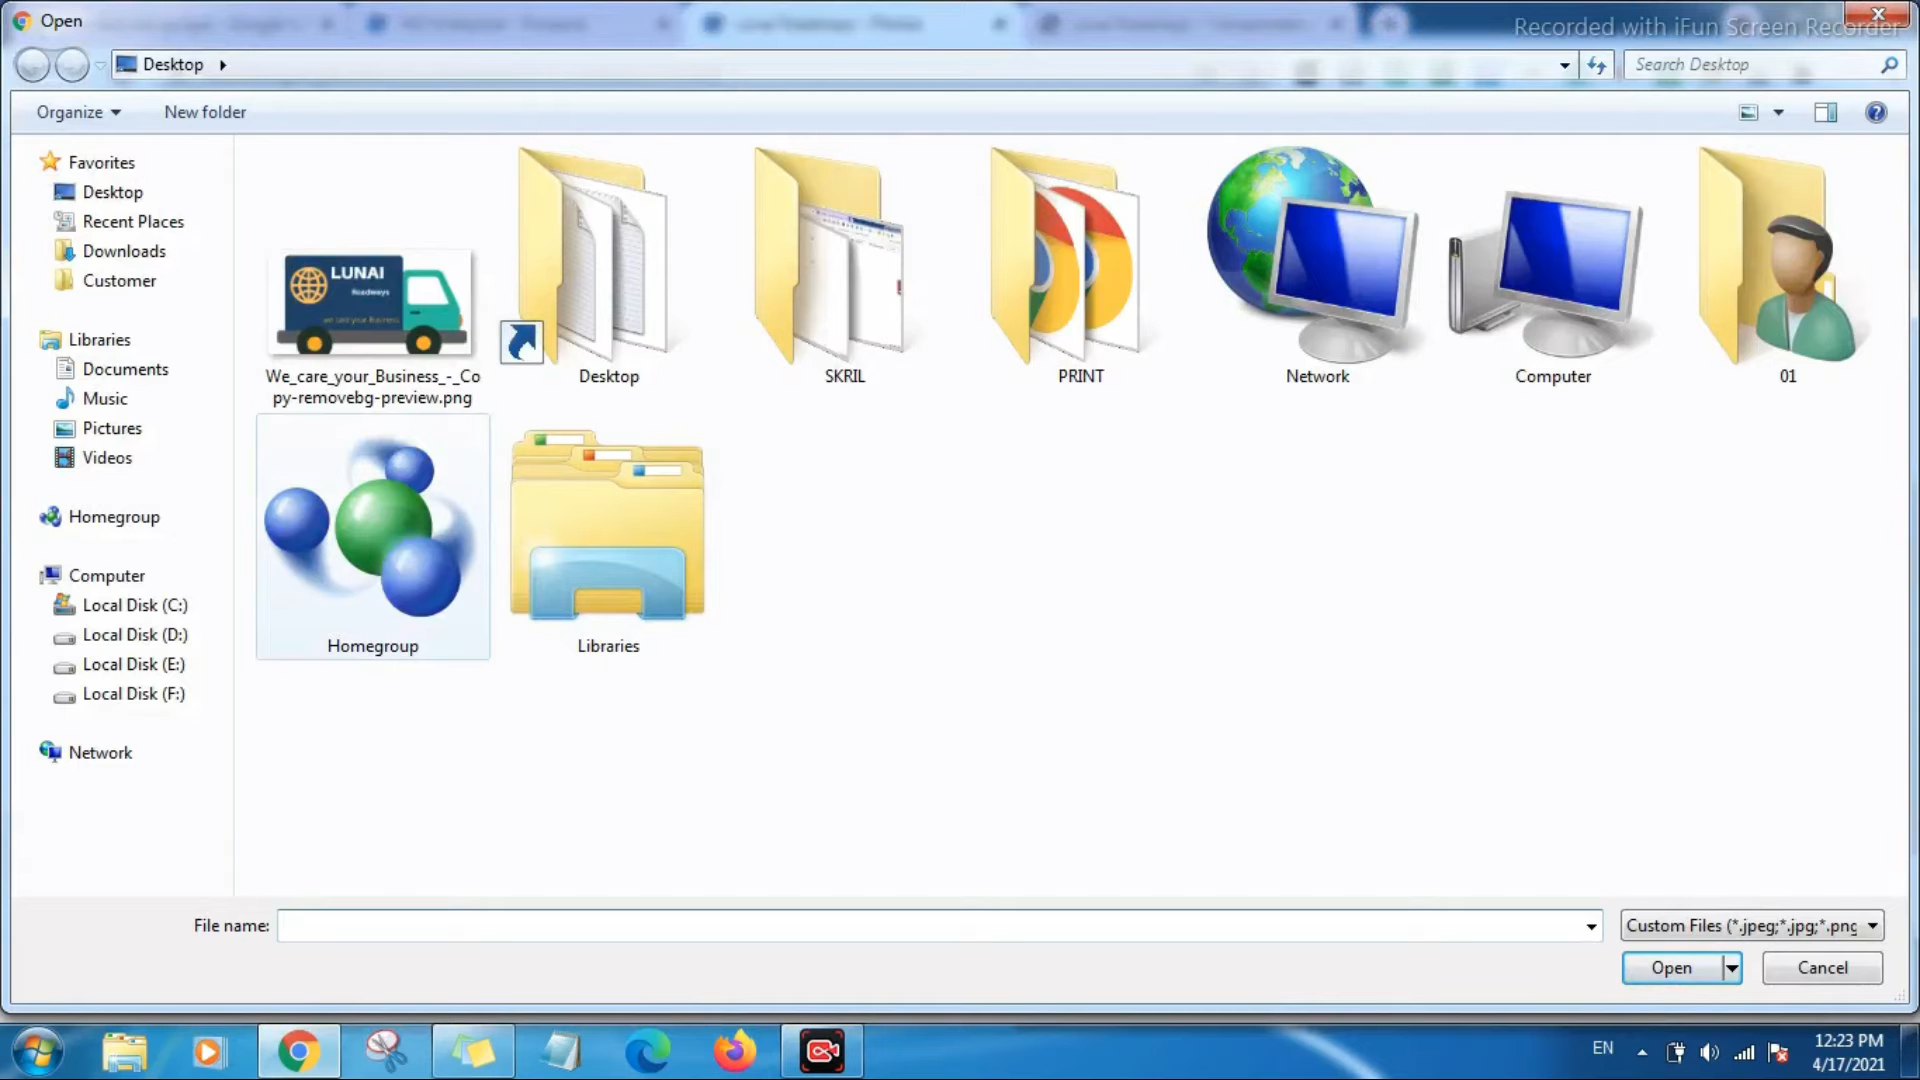 Open
Recorded with iFun Screen Recorder
Desktop
Search Desktop
Organize
New folder
Favorites
Desktop
Recent Places
Downloads
Customer
Libraries
Documents
Music
Pictures
Videos
Homegroup
Computer
Local Disk (C:)
Local Disk (D:)
Local Disk (E:)
Local Disk (F:)
Network
LUNAI
Roadways
We_care_your_Business_-_Co
py-removebg-preview.png
Desktop
SKRIL
PRINT
Network
Computer
01
Homegroup
Libraries
File name:
Custom Files (*.jpeg;*.jpg;*.png
Open
Cancel
EN
12:23 PM
4/17/2021